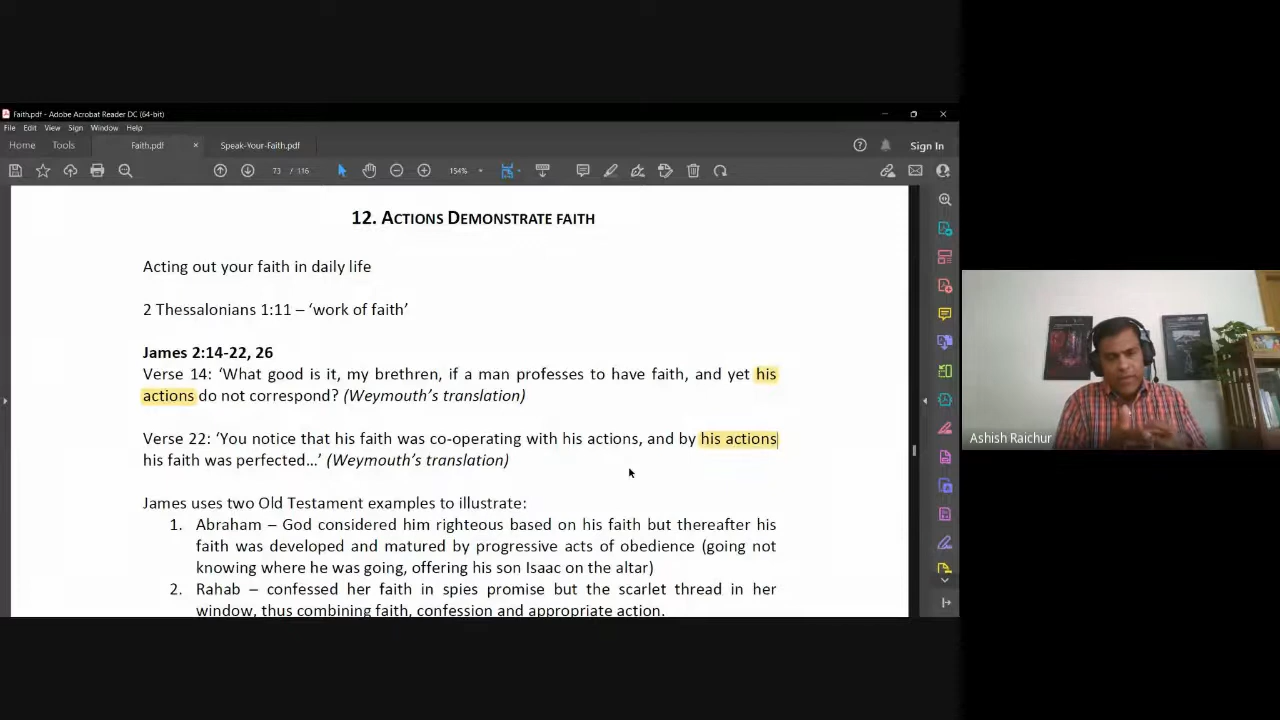 Faith.pdf - Adobe Acrobat Reader DC (64-bit)
File Edit View Sign Window Help
Home Tools Faith.pdf × Speak-Your-Faith.pdf Sign In
73 / 116 154%
12. ACTIONS DEMONSTRATE FAITH
Acting out your faith in daily life
2 Thessalonians 1:11 – ‘work of faith’
James 2:14-22, 26
Verse 14: ‘What good is it, my brethren, if a man professes to have faith, and yet his
actions do not correspond? (Weymouth’s translation)
Verse 22: ‘You notice that his faith was co-operating with his actions, and by his actions
his faith was perfected…’ (Weymouth’s translation)
James uses two Old Testament examples to illustrate:
1. Abraham – God considered him righteous based on his faith but thereafter his
faith was developed and matured by progressive acts of obedience (going not
knowing where he was going, offering his son Isaac on the altar)
2. Rahab – confessed her faith in spies promise but the scarlet thread in her
window, thus combining faith, confession and appropriate action.
Ashish Raichur